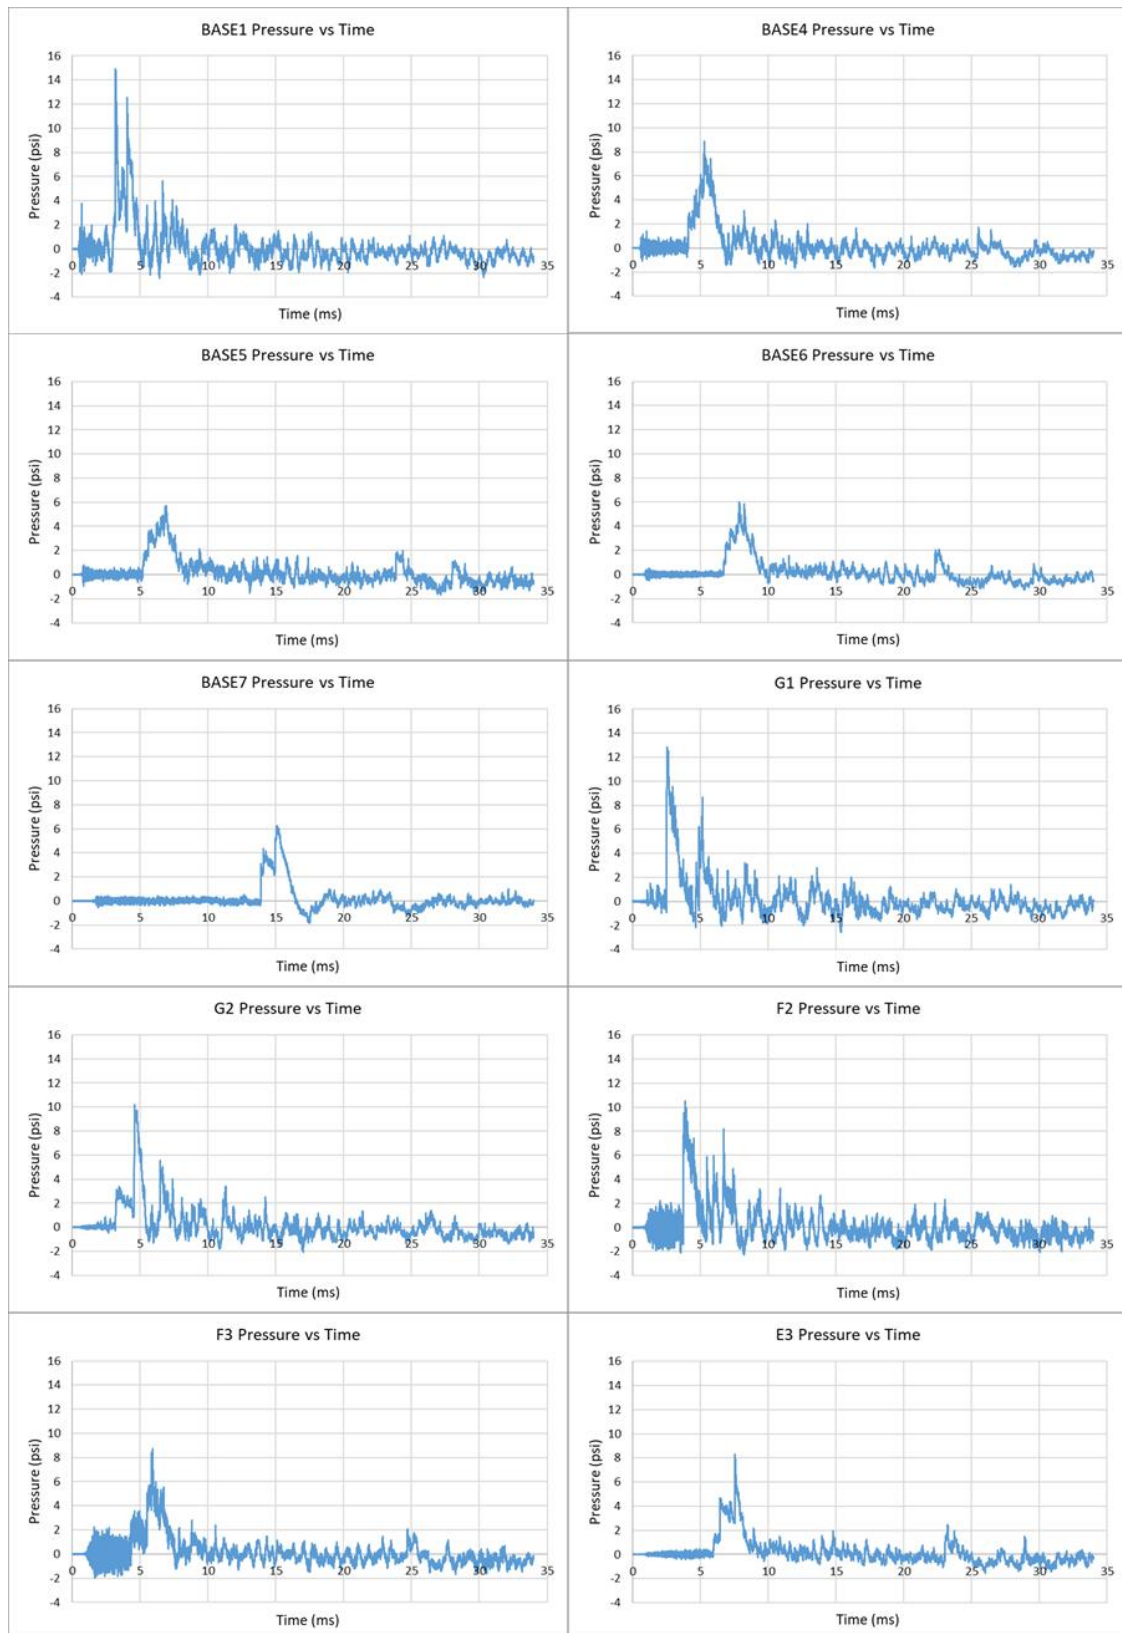 BASE1 Pressure vs Time
16
14
12
10
8
6
4
2
0
-2
-4
0 5 10 15 20 25 30 35
Pressure (psi)
Time (ms)
BASE4 Pressure vs Time
16
14
12
10
8
6
4
2
0
-2
-4
0 5 10 15 20 25 30 35
Pressure (psi)
Time (ms)
BASE5 Pressure vs Time
16
14
12
10
8
6
4
2
0
-2
-4
0 5 10 15 20 25 30 35
Pressure (psi)
Time (ms)
BASE6 Pressure vs Time
16
14
12
10
8
6
4
2
0
-2
-4
0 5 10 15 20 25 30 35
Pressure (psi)
Time (ms)
BASE7 Pressure vs Time
16
14
12
10
8
6
4
2
0
-2
-4
0 5 10 15 20 25 30 35
Pressure (psi)
Time (ms)
G1 Pressure vs Time
16
14
12
10
8
6
4
2
0
-2
-4
0 5 10 15 20 25 30 35
Pressure (psi)
Time (ms)
G2 Pressure vs Time
16
14
12
10
8
6
4
2
0
-2
-4
0 5 10 15 20 25 30 35
Pressure (psi)
Time (ms)
F2 Pressure vs Time
16
14
12
10
8
6
4
2
0
-2
-4
0 5 10 15 20 25 30 35
Pressure (psi)
Time (ms)
F3 Pressure vs Time
16
14
12
10
8
6
4
2
0
-2
-4
0 5 10 15 20 25 30 35
Pressure (psi)
Time (ms)
E3 Pressure vs Time
16
14
12
10
8
6
4
2
0
-2
-4
0 5 10 15 20 25 30 35
Pressure (psi)
Time (ms)